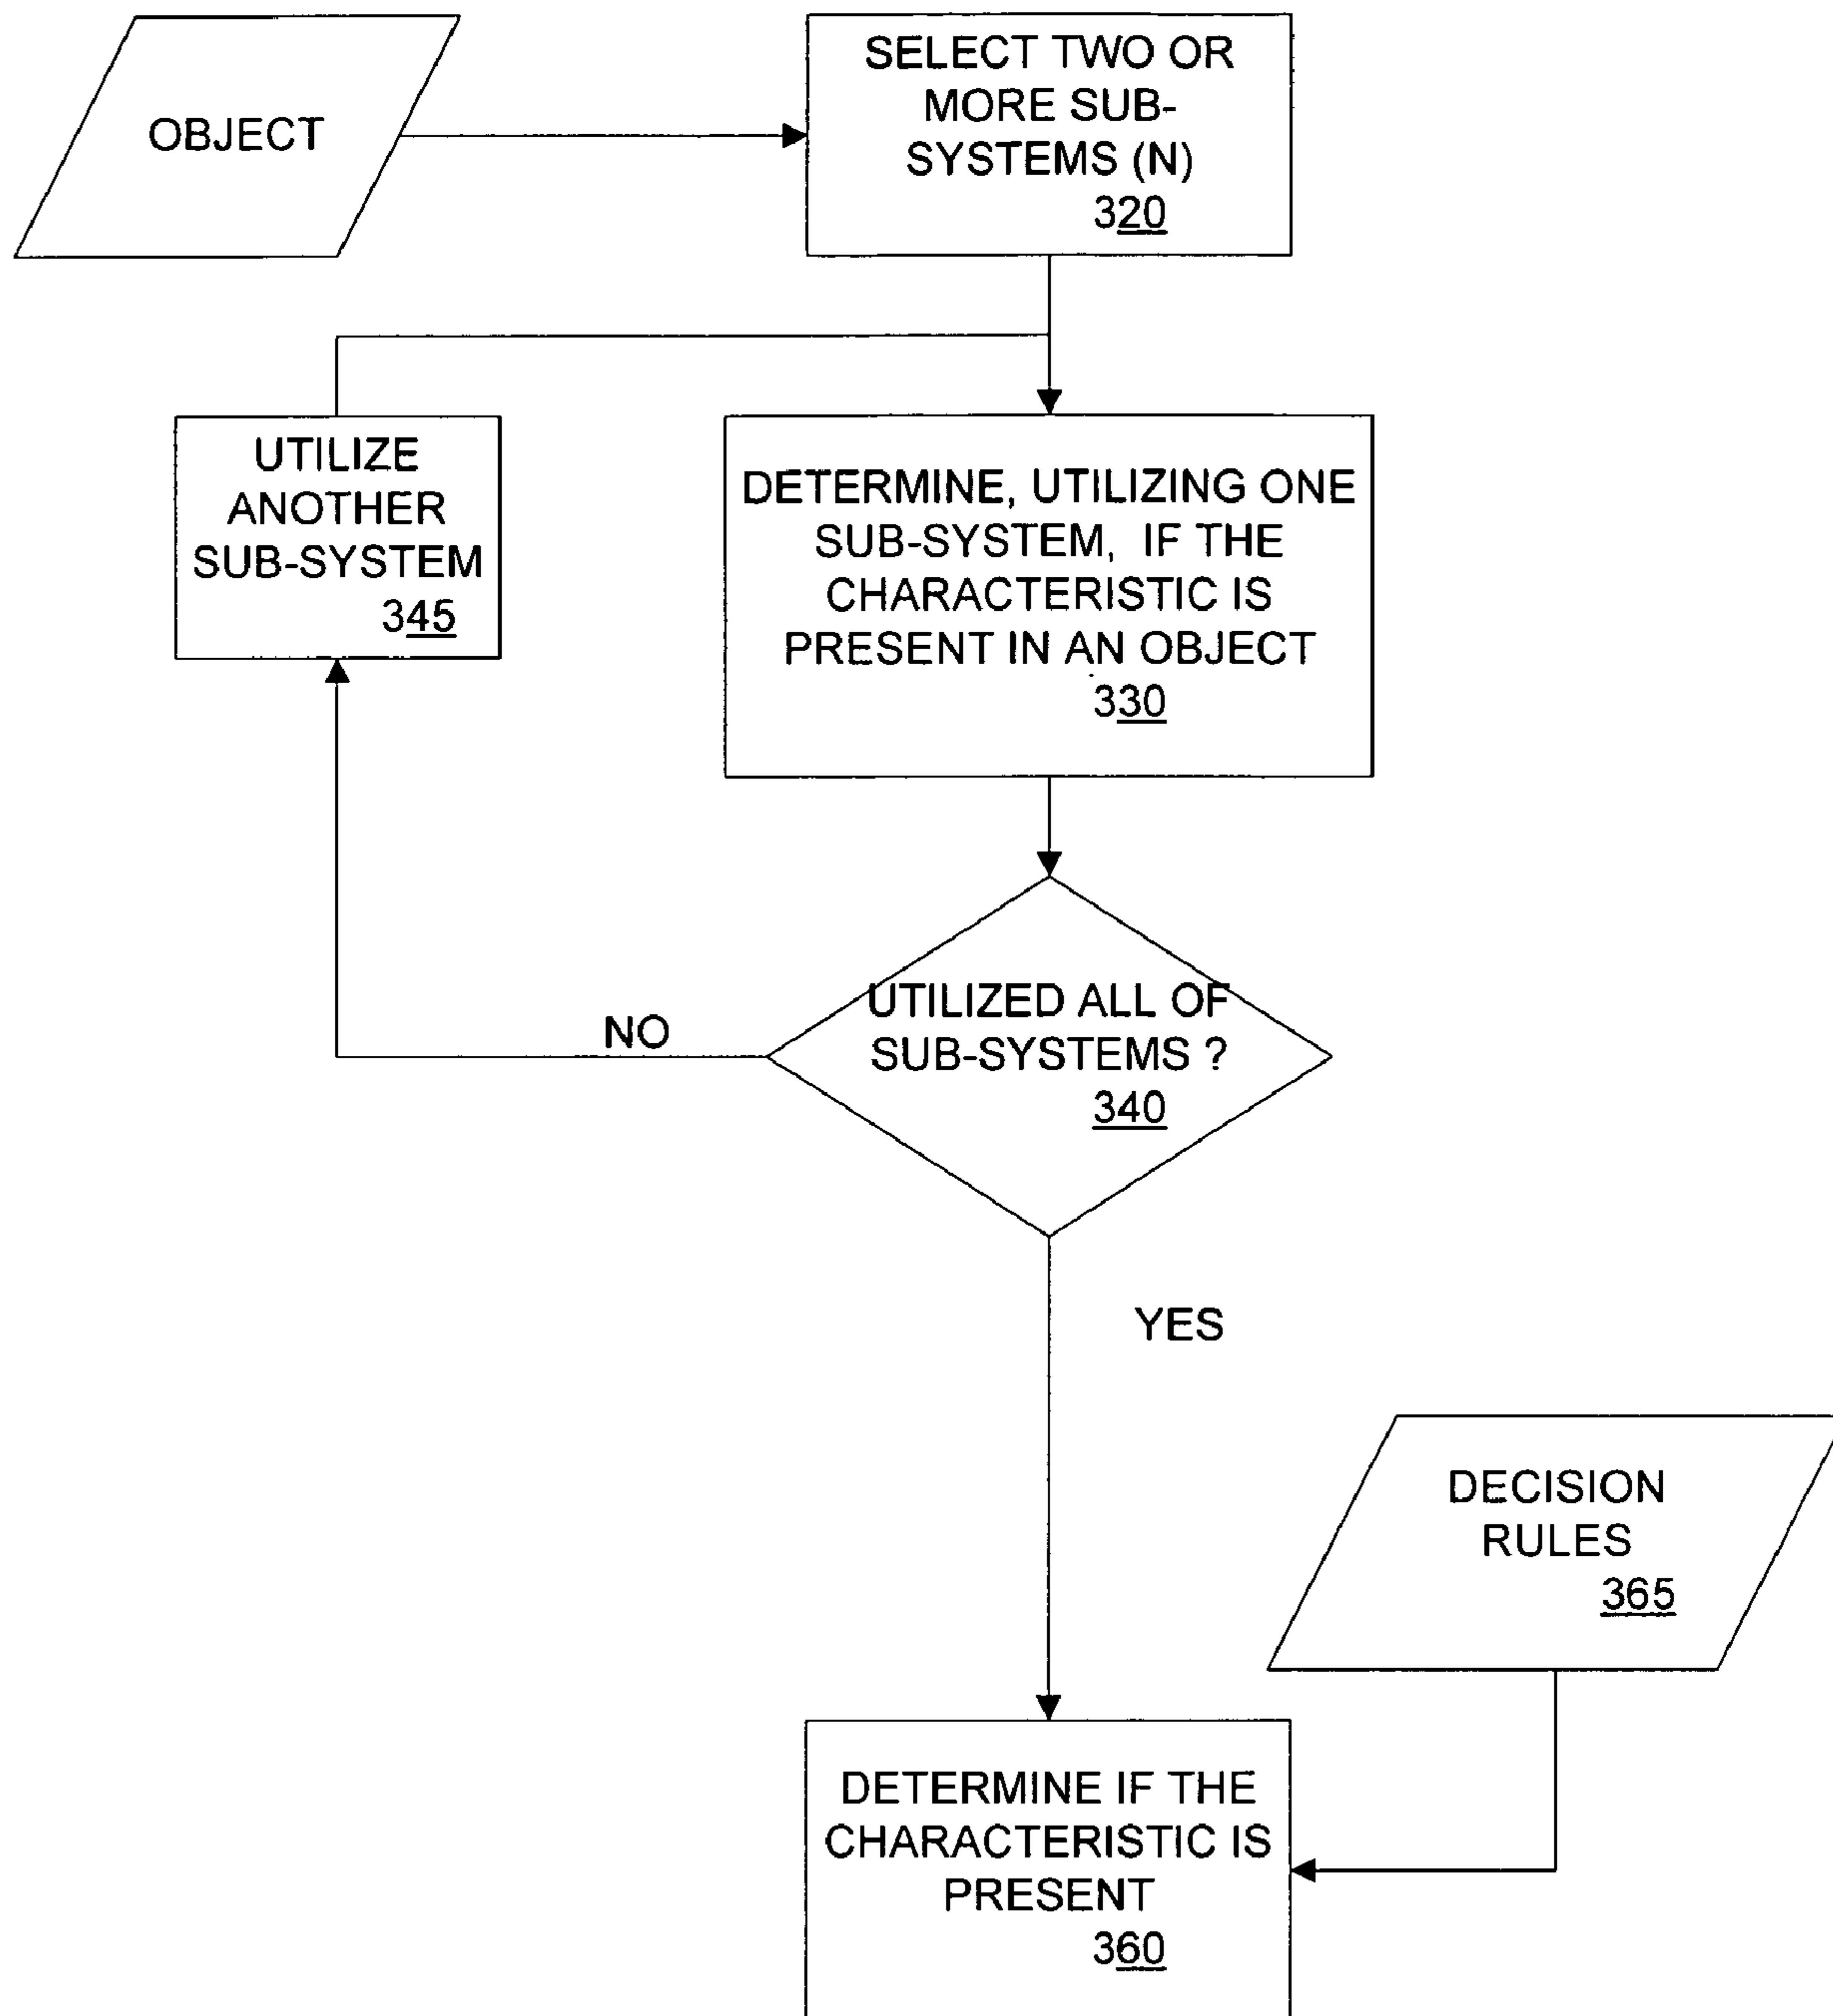 OBJECT
SELECT TWO OR
MORE SUB-
SYSTEMS (N)
320
UTILIZE
ANOTHER
SUB-SYSTEM
345
DETERMINE, UTILIZING ONE
SUB-SYSTEM, IF THE
CHARACTERISTIC IS
PRESENT IN AN OBJECT
330
UTILIZED ALL OF
SUB-SYSTEMS ?
340
NO
YES
DECISION
RULES
365
DETERMINE IF THE
CHARACTERISTIC IS
PRESENT
360